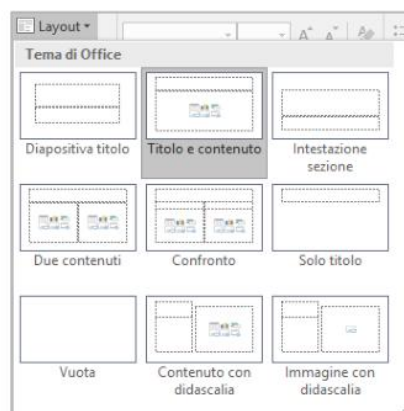 Layout
Tema di Office
Diapositiva titolo
Titolo e contenuto
Intestazione
sezione
Due contenuti
Confronto
Solo titolo
Vuota
Contenuto con
didascalia
Immagine con
didascalia